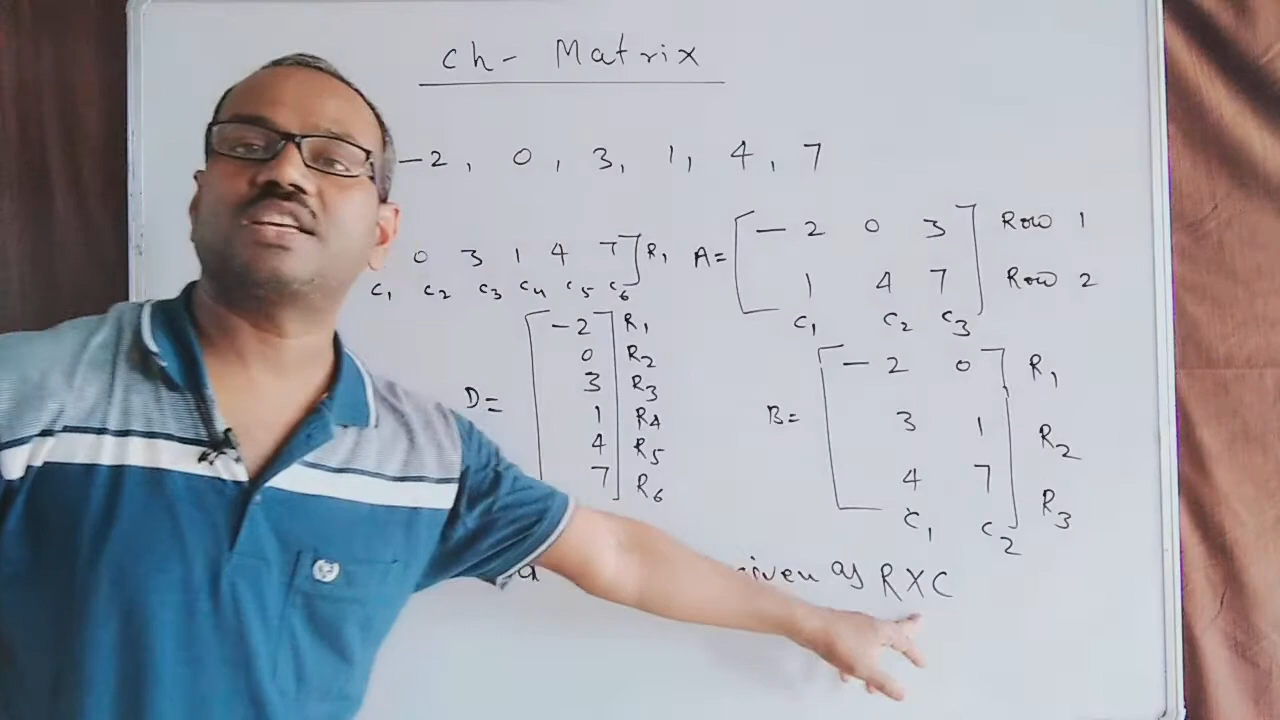 Ch- Matrix
-2, 0, 3, 1, 4, 7
0 3 1 4 7] R1
C1 C2 C3 C4 C5 C6
A= [-2 0 3] Row 1
1 4 7 Row 2
C1 C2 C3
D= [-2] R1
0 R2
3 R3
1 R4
4 R5
7 R6
B= [-2 0] R1
3 1 R2
4 7 R3
C1 C2
given as RXC